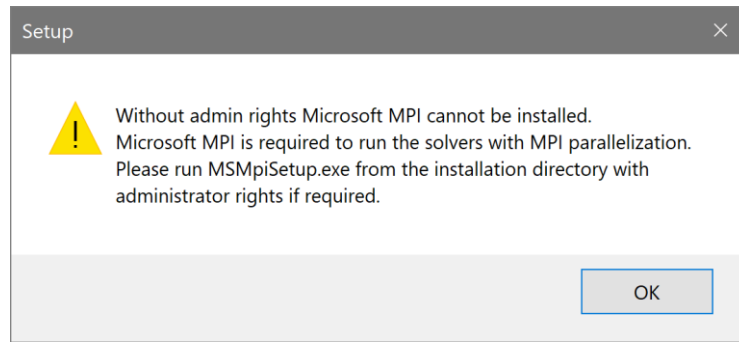 Setup
Without admin rights Microsoft MPI cannot be installed.
Microsoft MPI is required to run the solvers with MPI parallelization.
Please run MSMpiSetup.exe from the installation directory with
administrator rights if required.
OK